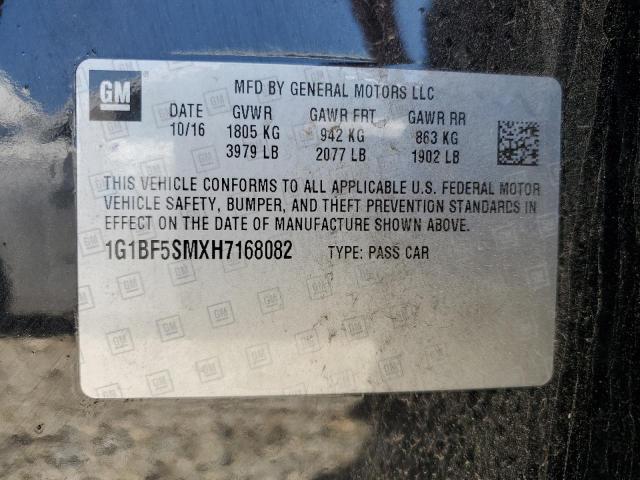 GM
MFD BY GENERAL MOTORS LLC
DATE GVWR GAWR FRT GAWR RR
10/16 1805 KG 942 KG 863 KG
3979 LB 2077 LB 1902 LB
THIS VEHICLE CONFORMS TO ALL APPLICABLE U.S. FEDERAL MOTOR
VEHICLE SAFETY, BUMPER, AND THEFT PREVENTION STANDARDS IN
EFFECT ON THE DATE OF MANUFACTURE SHOWN ABOVE.
1G1BF5SMXH7168082 TYPE: PASS CAR